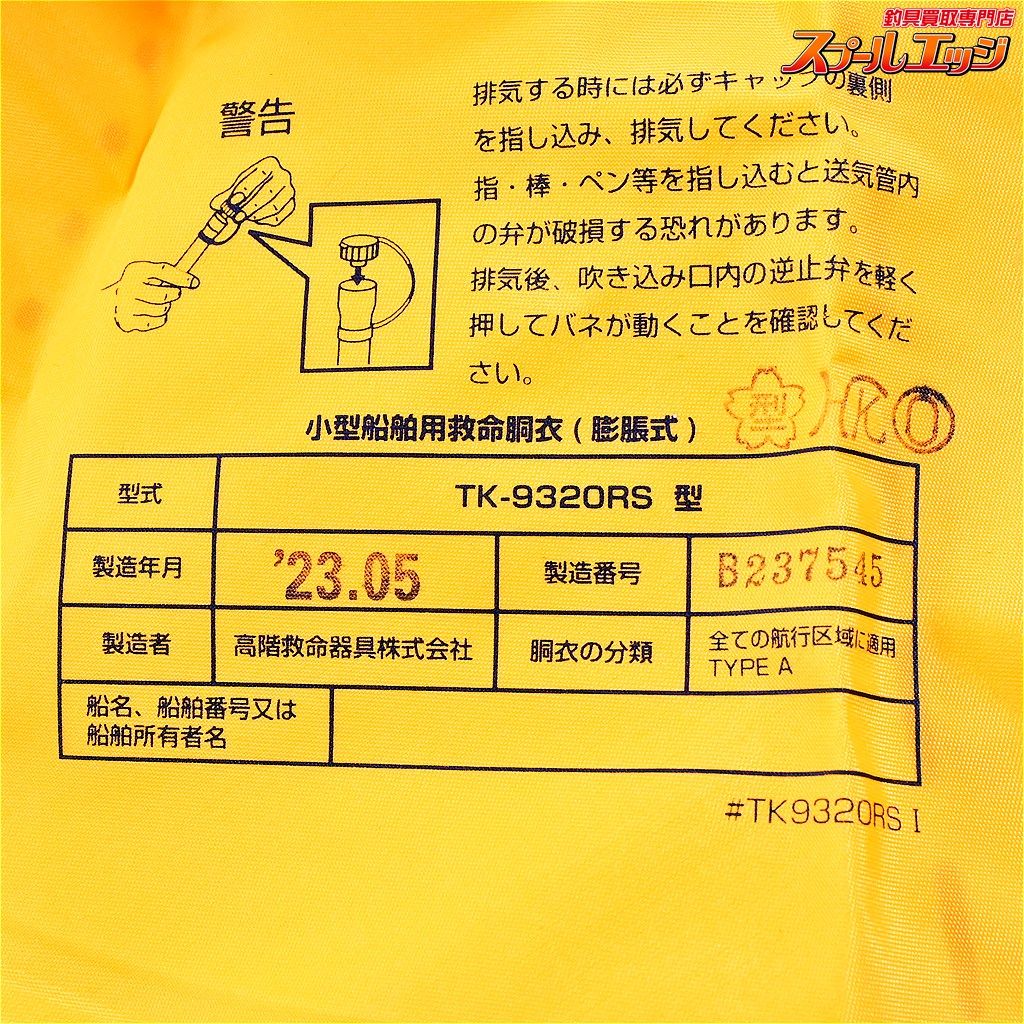 釣具買取専門店
スプールエッジ
警告
排気する時には必ずキャップの裏側
を指し込み、排気してください。
指・棒・ペン等を指し込むと送気管内
の弁が破損する恐れがあります。
排気後、吹き込み口内の逆止弁を軽く
押してバネが動くことを確認してくだ
さい。
型 HK
小型船舶用救命胴衣(膨脹式)
型式 TK-9320RS 型
製造年月 '23.05 製造番号 B237545
製造者 高階救命器具株式会社 胴衣の分類 全ての航行区域に適用
TYPE A
船名、船舶番号又は
船舶所有者名
#TK9320RS I